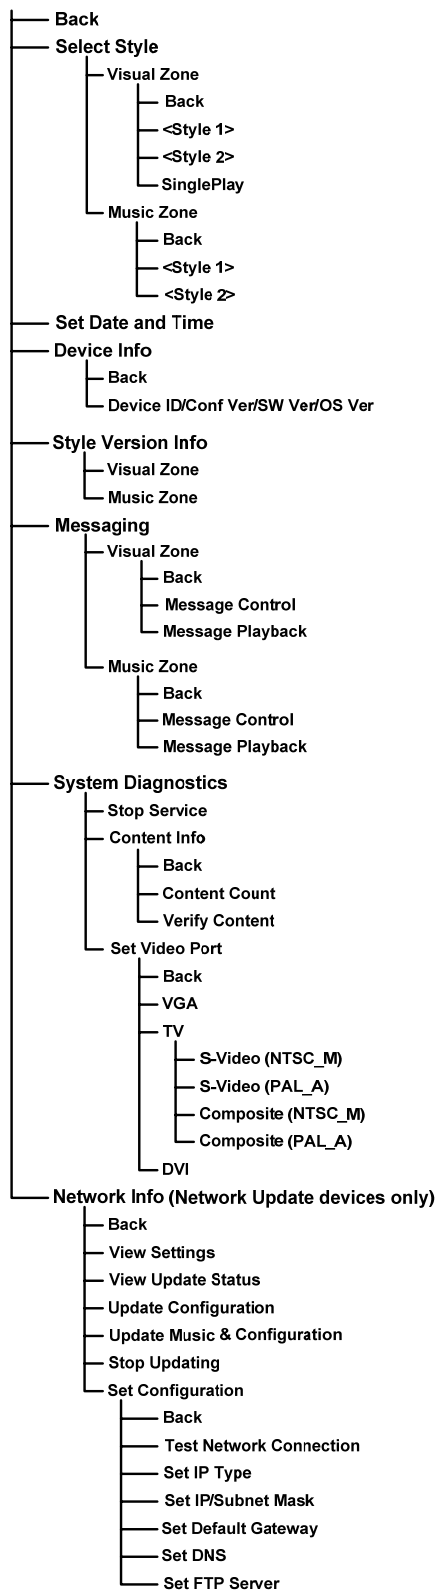 Back
Select Style
Visual Zone
Back
<Style 1>
<Style 2>
SinglePlay
Music Zone
Back
<Style 1>
<Style 2>
Set Date and Time
Device Info
Back
Device ID/Conf Ver/SW Ver/OS Ver
Style Version Info
Visual Zone
Music Zone
Messaging
Visual Zone
Back
Message Control
Message Playback
Music Zone
Back
Message Control
Message Playback
System Diagnostics
Stop Service
Content Info
Back
Content Count
Verify Content
Set Video Port
Back
VGA
TV
S-Video (NTSC_M)
S-Video (PAL_A)
Composite (NTSC_M)
Composite (PAL_A)
DVI
Network Info (Network Update devices only)
Back
View Settings
View Update Status
Update Configuration
Update Music & Configuration
Stop Updating
Set Configuration
Back
Test Network Connection
Set IP Type
Set IP/Subnet Mask
Set Default Gateway
Set DNS
Set FTP Server